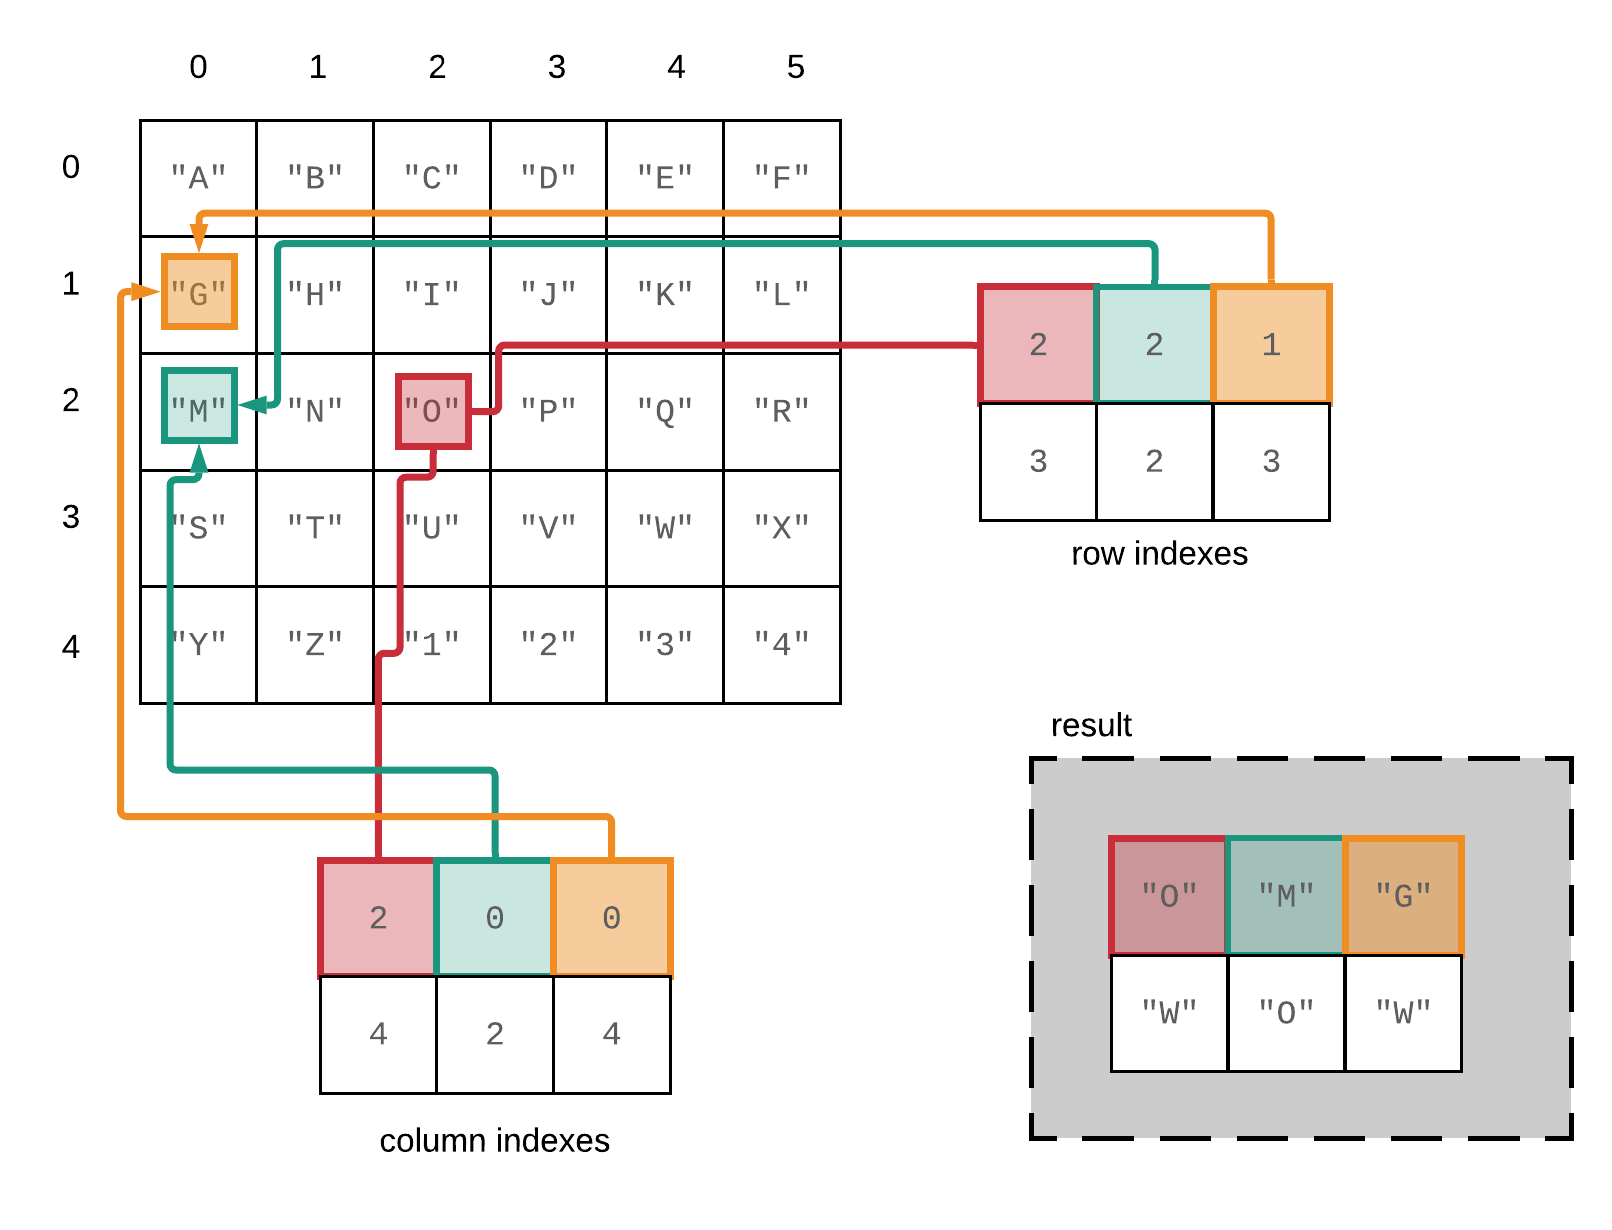 0 1 2 3 4 5
0 "A" "B" "C" "D" "E" "F"
1 "G" "H" "I" "J" "K" "L"
2 "M" "N" "O" "P" "Q" "R"
3 "S" "T" "U" "V" "W" "X"
4 "Y" "Z" "1" "2" "3" "4"
2 2 1
3 2 3
row indexes
2 0 0
4 2 4
column indexes
result
"O" "M" "G"
"W" "O" "W"